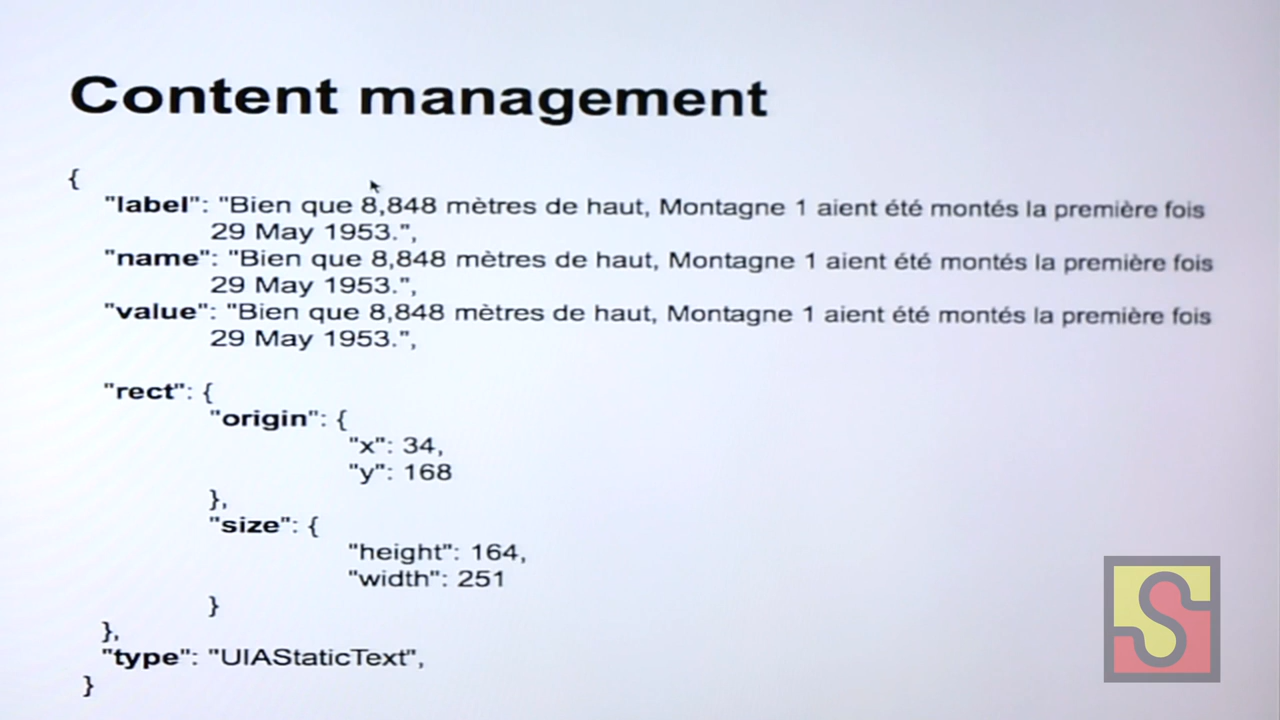 Content management
{
"label": "Bien que 8,848 mètres de haut, Montagne 1 aient été montés la première fois
29 May 1953.",
"name": "Bien que 8,848 mètres de haut, Montagne 1 aient été montés la première fois
29 May 1953.",
"value": "Bien que 8,848 mètres de haut, Montagne 1 aient été montés la première fois
29 May 1953.",
"rect": {
"origin": {
"x": 34,
"y": 168
},
"size": {
"height": 164,
"width": 251
}
},
"type": "UIAStaticText",
}
S